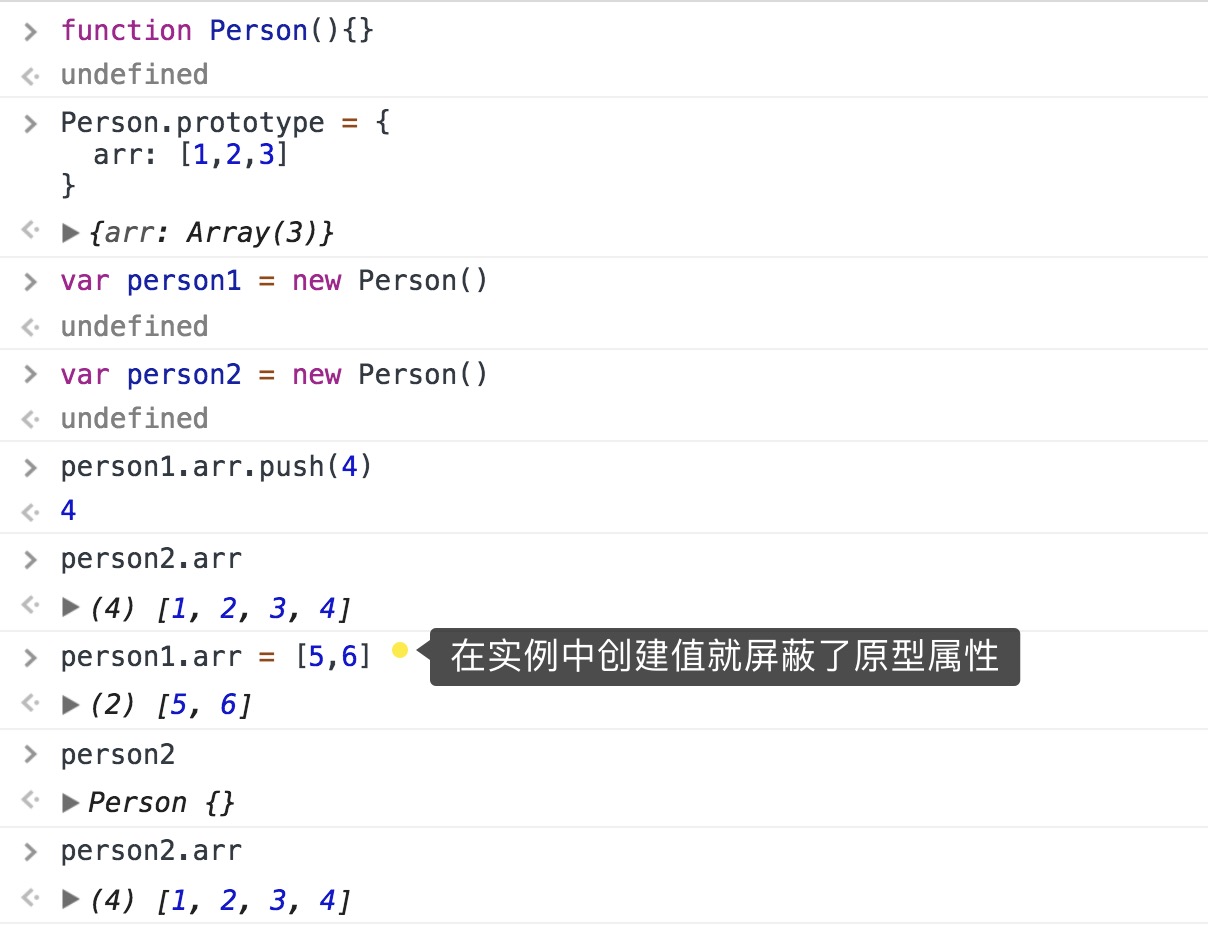 function Person(){}
undefined
Person.prototype = {
  arr: [1,2,3]
}
{arr: Array(3)}
var person1 = new Person()
undefined
var person2 = new Person()
undefined
person1.arr.push(4)
4
person2.arr
(4) [1, 2, 3, 4]
person1.arr = [5,6] 在实例中创建值就屏蔽了原型属性
(2) [5, 6]
person2
Person {}
person2.arr
(4) [1, 2, 3, 4]